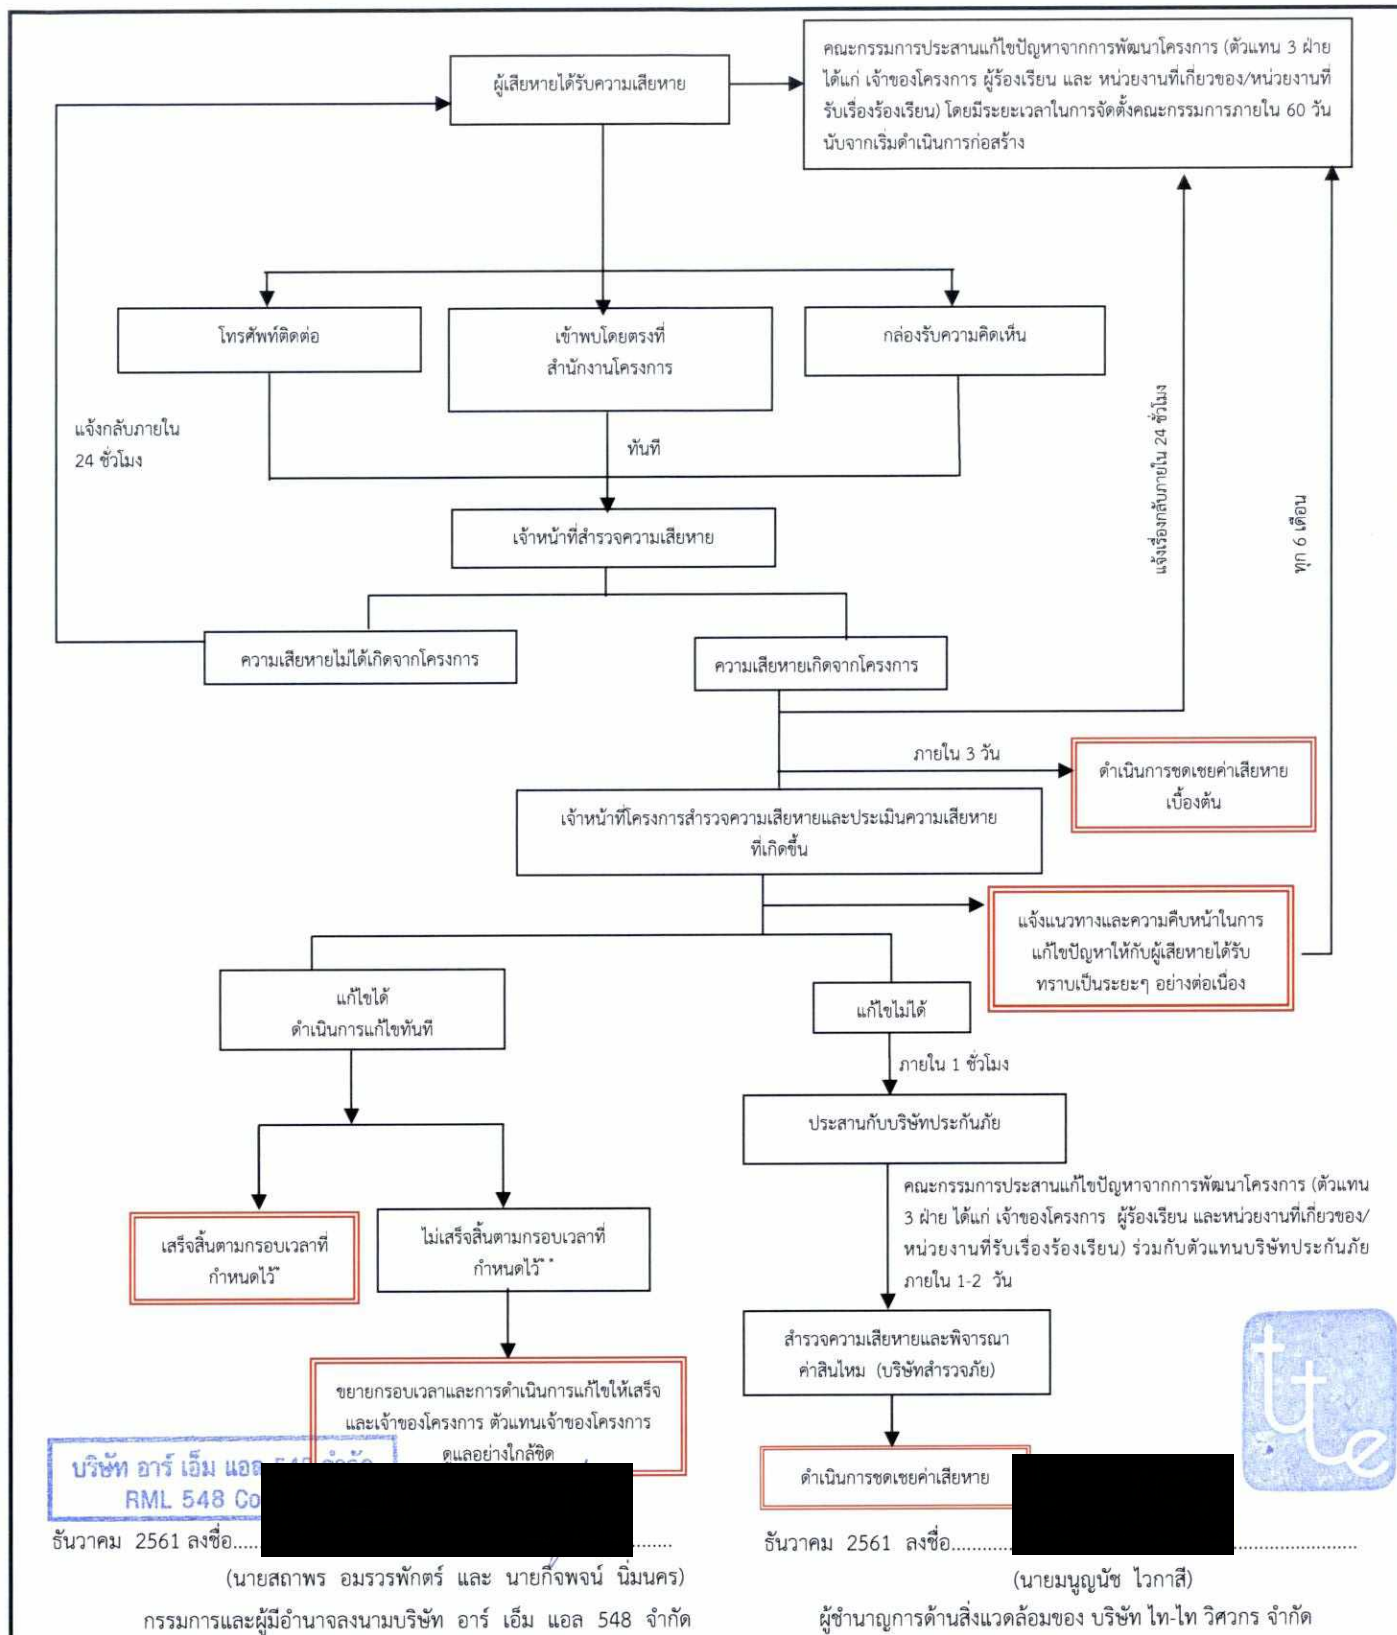 ผู้เสียหายได้รับความเสียหาย
คณะกรรมการประสานแก้ไขปัญหาจากการพัฒนาโครงการ (ตัวแทน 3 ฝ่าย
ได้แก่ เจ้าของโครงการ ผู้ร้องเรียน และ หน่วยงานที่เกี่ยวของ/หน่วยงานที่
รับเรื่องร้องเรียน) โดยมีระยะเวลาในการจัดตั้งคณะกรรมการภายใน 60 วัน
นับจากเริ่มดำเนินการก่อสร้าง
โทรศัพท์ติดต่อ
เข้าพบโดยตรงที่
สำนักงานโครงการ
กล่องรับความคิดเห็น
แจ้งกลับภายใน
24 ชั่วโมง
ทันที
แจ้งเรื่องกลับภายใน 24 ชั่วโมง
ทุก 6 เดือน
เจ้าหน้าที่สำรวจความเสียหาย
ความเสียหายไม่ได้เกิดจากโครงการ
ความเสียหายเกิดจากโครงการ
ภายใน 3 วัน
ดำเนินการชดเชยค่าเสียหาย
เบื้องต้น
เจ้าหน้าที่โครงการสำรวจความเสียหายและประเมินความเสียหาย
ที่เกิดขึ้น
แจ้งแนวทางและความคืบหน้าในการ
แก้ไขปัญหาให้กับผู้เสียหายได้รับ
ทราบเป็นระยะๆ อย่างต่อเนื่อง
แก้ไขได้
ดำเนินการแก้ไขทันที
แก้ไขไม่ได้
ภายใน 1 ชั่วโมง
ประสานกับบริษัทประกันภัย
คณะกรรมการประสานแก้ไขปัญหาจากการพัฒนาโครงการ (ตัวแทน
3 ฝ่าย ได้แก่ เจ้าของโครงการ ผู้ร้องเรียน และหน่วยงานที่เกี่ยวของ/
หน่วยงานที่รับเรื่องร้องเรียน) ร่วมกับตัวแทนบริษัทประกันภัย
ภายใน 1-2 วัน
เสร็จสิ้นตามกรอบเวลาที่
กำหนดไว้*
ไม่เสร็จสิ้นตามกรอบเวลาที่
กำหนดไว้**
สำรวจความเสียหายและพิจารณา
ค่าสินไหม (บริษัทสำรวจภัย)
ขยายกรอบเวลาและการดำเนินการแก้ไขให้เสร็จ
และเจ้าของโครงการ ตัวแทนเจ้าของโครงการ
ดูแลอย่างใกล้ชิด
ดำเนินการชดเชยค่าเสียหาย
บริษัท อาร์ เอ็ม แอล 548 จำกัด
RML 548 Co
tte
ธันวาคม 2561 ลงชื่อ
(นายสถาพร อมรวรพักตร์ และ นายกิจพจน์ นิ่มนคร)
กรรมการและผู้มีอำนาจลงนามบริษัท อาร์ เอ็ม แอล 548 จำกัด
ธันวาคม 2561 ลงชื่อ
(นายมนูญนัช ไวกาสี)
ผู้ชำนาญการด้านสิ่งแวดล้อมของ บริษัท ไท-ไท วิศวกร จำกัด